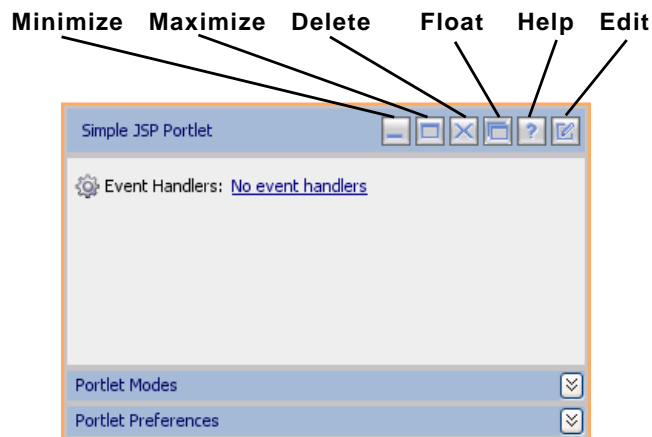 Minimize Maximize Delete Float Help Edit
Simple JSP Portlet
?
Event Handlers: No event handlers
Portlet Modes
Portlet Preferences